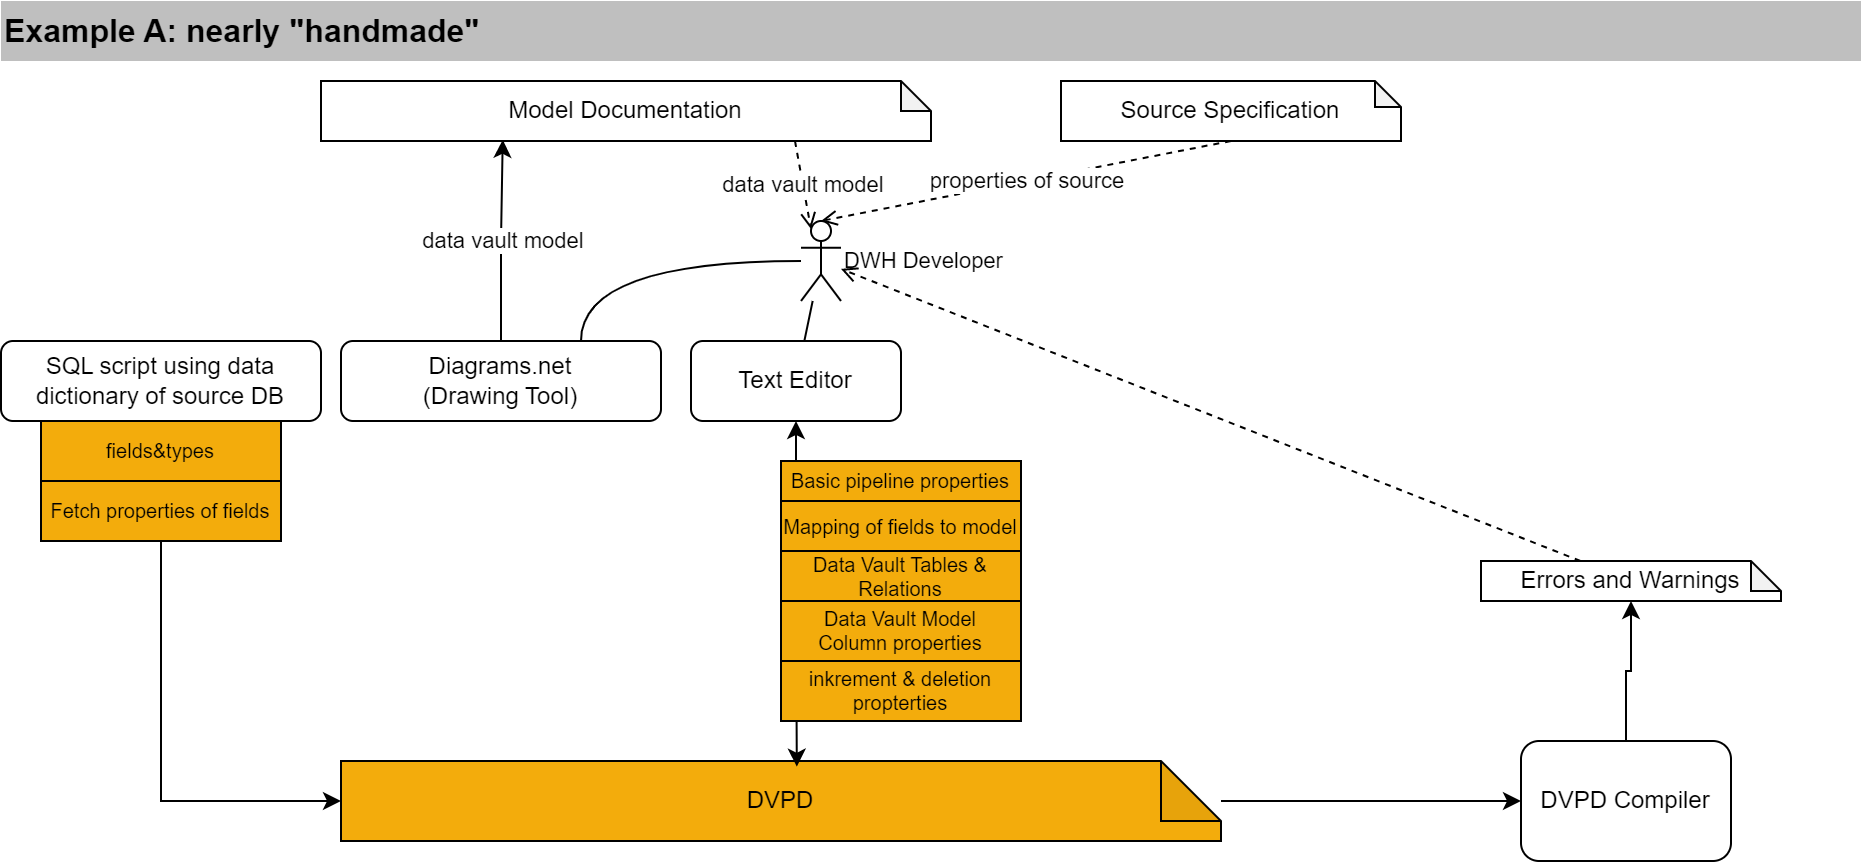 Example A: nearly "handmade"
Model Documentation
Source Specification
data vault model
properties of source
data vault model
DWH Developer
SQL script using data
dictionary of source DB
Diagrams.net
(Drawing Tool)
Text Editor
fields&types
Fetch properties of fields
Basic pipeline properties
Mapping of fields to model
Data Vault Tables &
Relations
Data Vault Model
Column properties
inkrement & deletion
propterties
Errors and Warnings
DVPD
DVPD Compiler